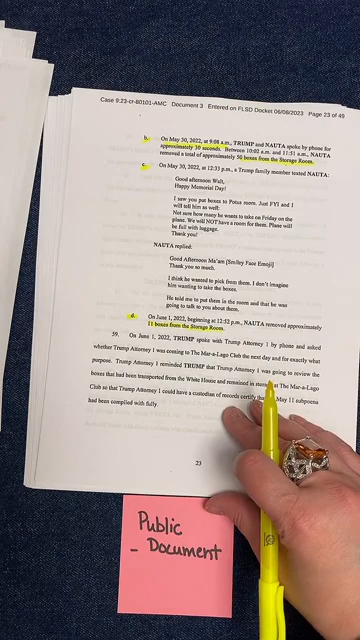 Case 9:23-cr-80101-AMC Document 3 Entered on FLSD Docket 06/08/2023 Page 23 of 49
b. On May 30, 2022, at 9:08 a.m., TRUMP and NAUTA spoke by phone for
approximately 30 seconds. Between 10:02 a.m. and 11:51 a.m., NAUTA
removed a total of approximately 50 boxes from the Storage Room.
c. On May 30, 2022, at 12:33 p.m., a Trump family member texted NAUTA:
Good afternoon Walt,
Happy Memorial Day!
I saw you put boxes to Potus room. Just FYI and I
will tell him as well:
Not sure how many he wants to take on Friday on the
plane. We will NOT have a room for them. Plane will
be full with luggage.
Thank you!
NAUTA replied:
Good Afternoon Ma'am [Smiley Face Emoji]
Thank you so much.
I think he wanted to pick from them. I don't imagine
him wanting to take the boxes.
He told me to put them in the room and that he was
going to talk to you about them.
d. On June 1, 2022, beginning at 12:52 p.m., NAUTA removed approximately
11 boxes from the Storage Room.
59. On June 1, 2022, TRUMP spoke with Trump Attorney 1 by phone and asked
whether Trump Attorney 1 was coming to The Mar-a-Lago Club the next day and for exactly what
purpose. Trump Attorney 1 reminded TRUMP that Trump Attorney 1 was going to review the
boxes that had been transported from the White House and remained in The Mar-a-Lago
Club so that Trump Attorney 1 could have a custodian of records certify May 11 subpoena
had been complied with fully.
23
Public
- Document